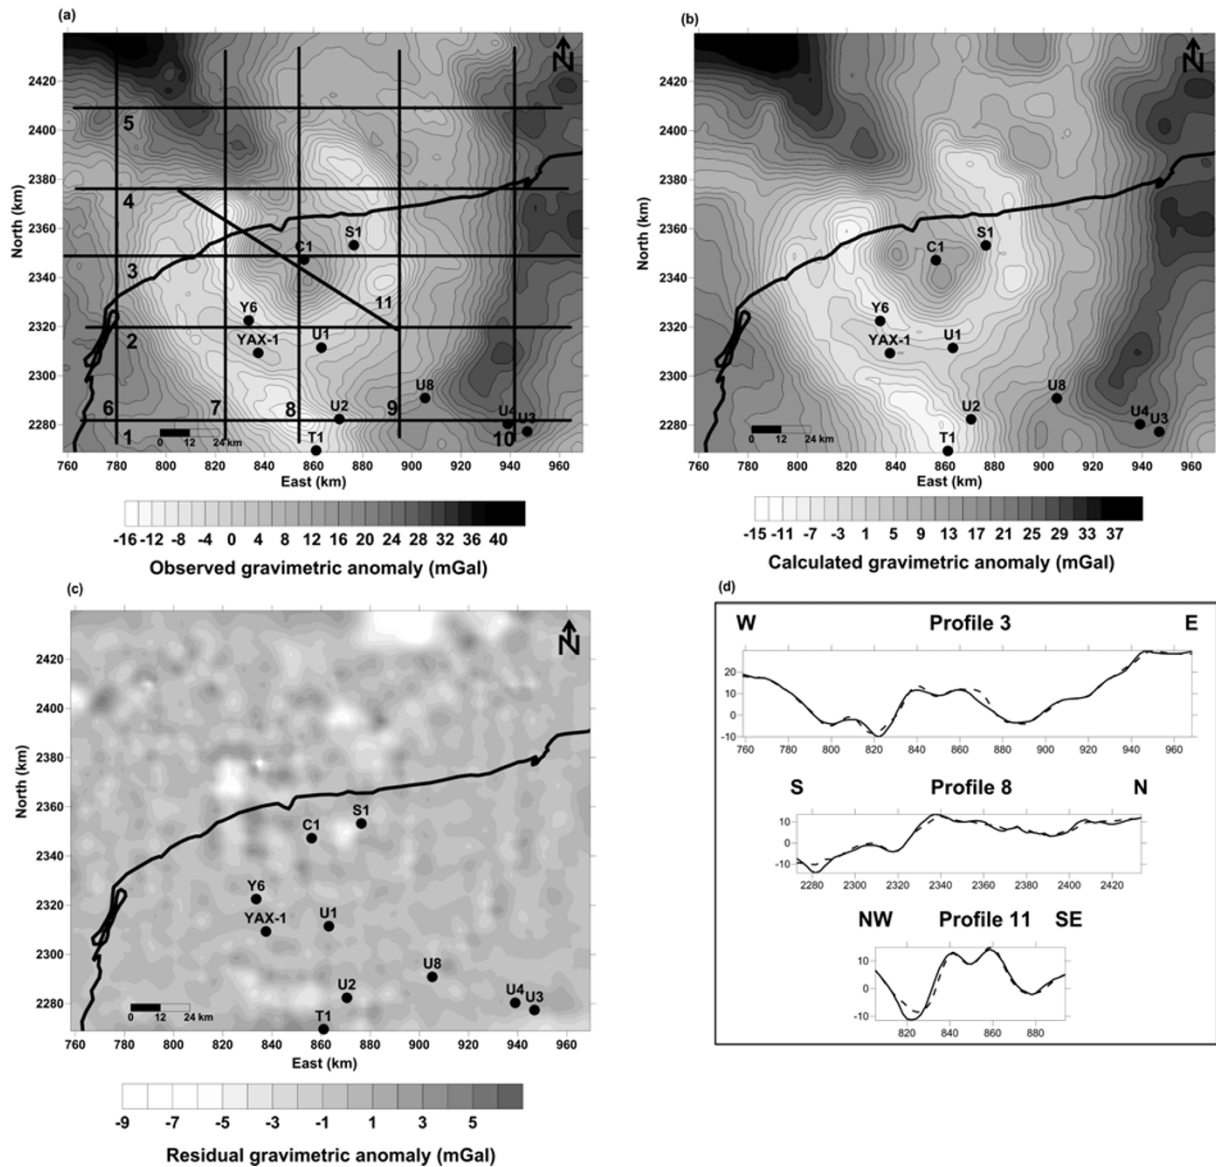 (a)
N
2420
2400
2380
2360
2340
2320
2300
2280
North (km)
5
4
3
2
1
6
7
8
9
10
11
C1
S1
Y6
YAX-1
U1
U8
U2
U4
U3
T1
0 12 24 km
760 780 800 820 840 860 880 900 920 940 960
East (km)
-16 -12 -8 -4 0 4 8 12 16 20 24 28 32 36 40
Observed gravimetric anomaly (mGal)
(b)
N
2420
2400
2380
2360
2340
2320
2300
2280
North (km)
S1
C1
Y6
YAX-1
U1
U8
U2
U4
U3
T1
0 12 24 km
760 780 800 820 840 860 880 900 920 940 960
East (km)
-15 -11 -7 -3 1 5 9 13 17 21 25 29 33 37
Calculated gravimetric anomaly (mGal)
(c)
N
2420
2400
2380
2360
2340
2320
2300
2280
North (km)
S1
C1
Y6
YAX-1
U1
U8
U2
U4
U3
T1
0 12 24 km
760 780 800 820 840 860 880 900 920 940 960
East (km)
-9 -7 -5 -3 -1 1 3 5
Residual gravimetric anomaly (mGal)
(d)
W Profile 3 E
20
10
0
-10
760 780 800 820 840 860 880 900 920 940 960
S Profile 8 N
10
0
-10
2280 2300 2320 2340 2360 2380 2400 2420
NW Profile 11 SE
10
0
-10
820 840 860 880